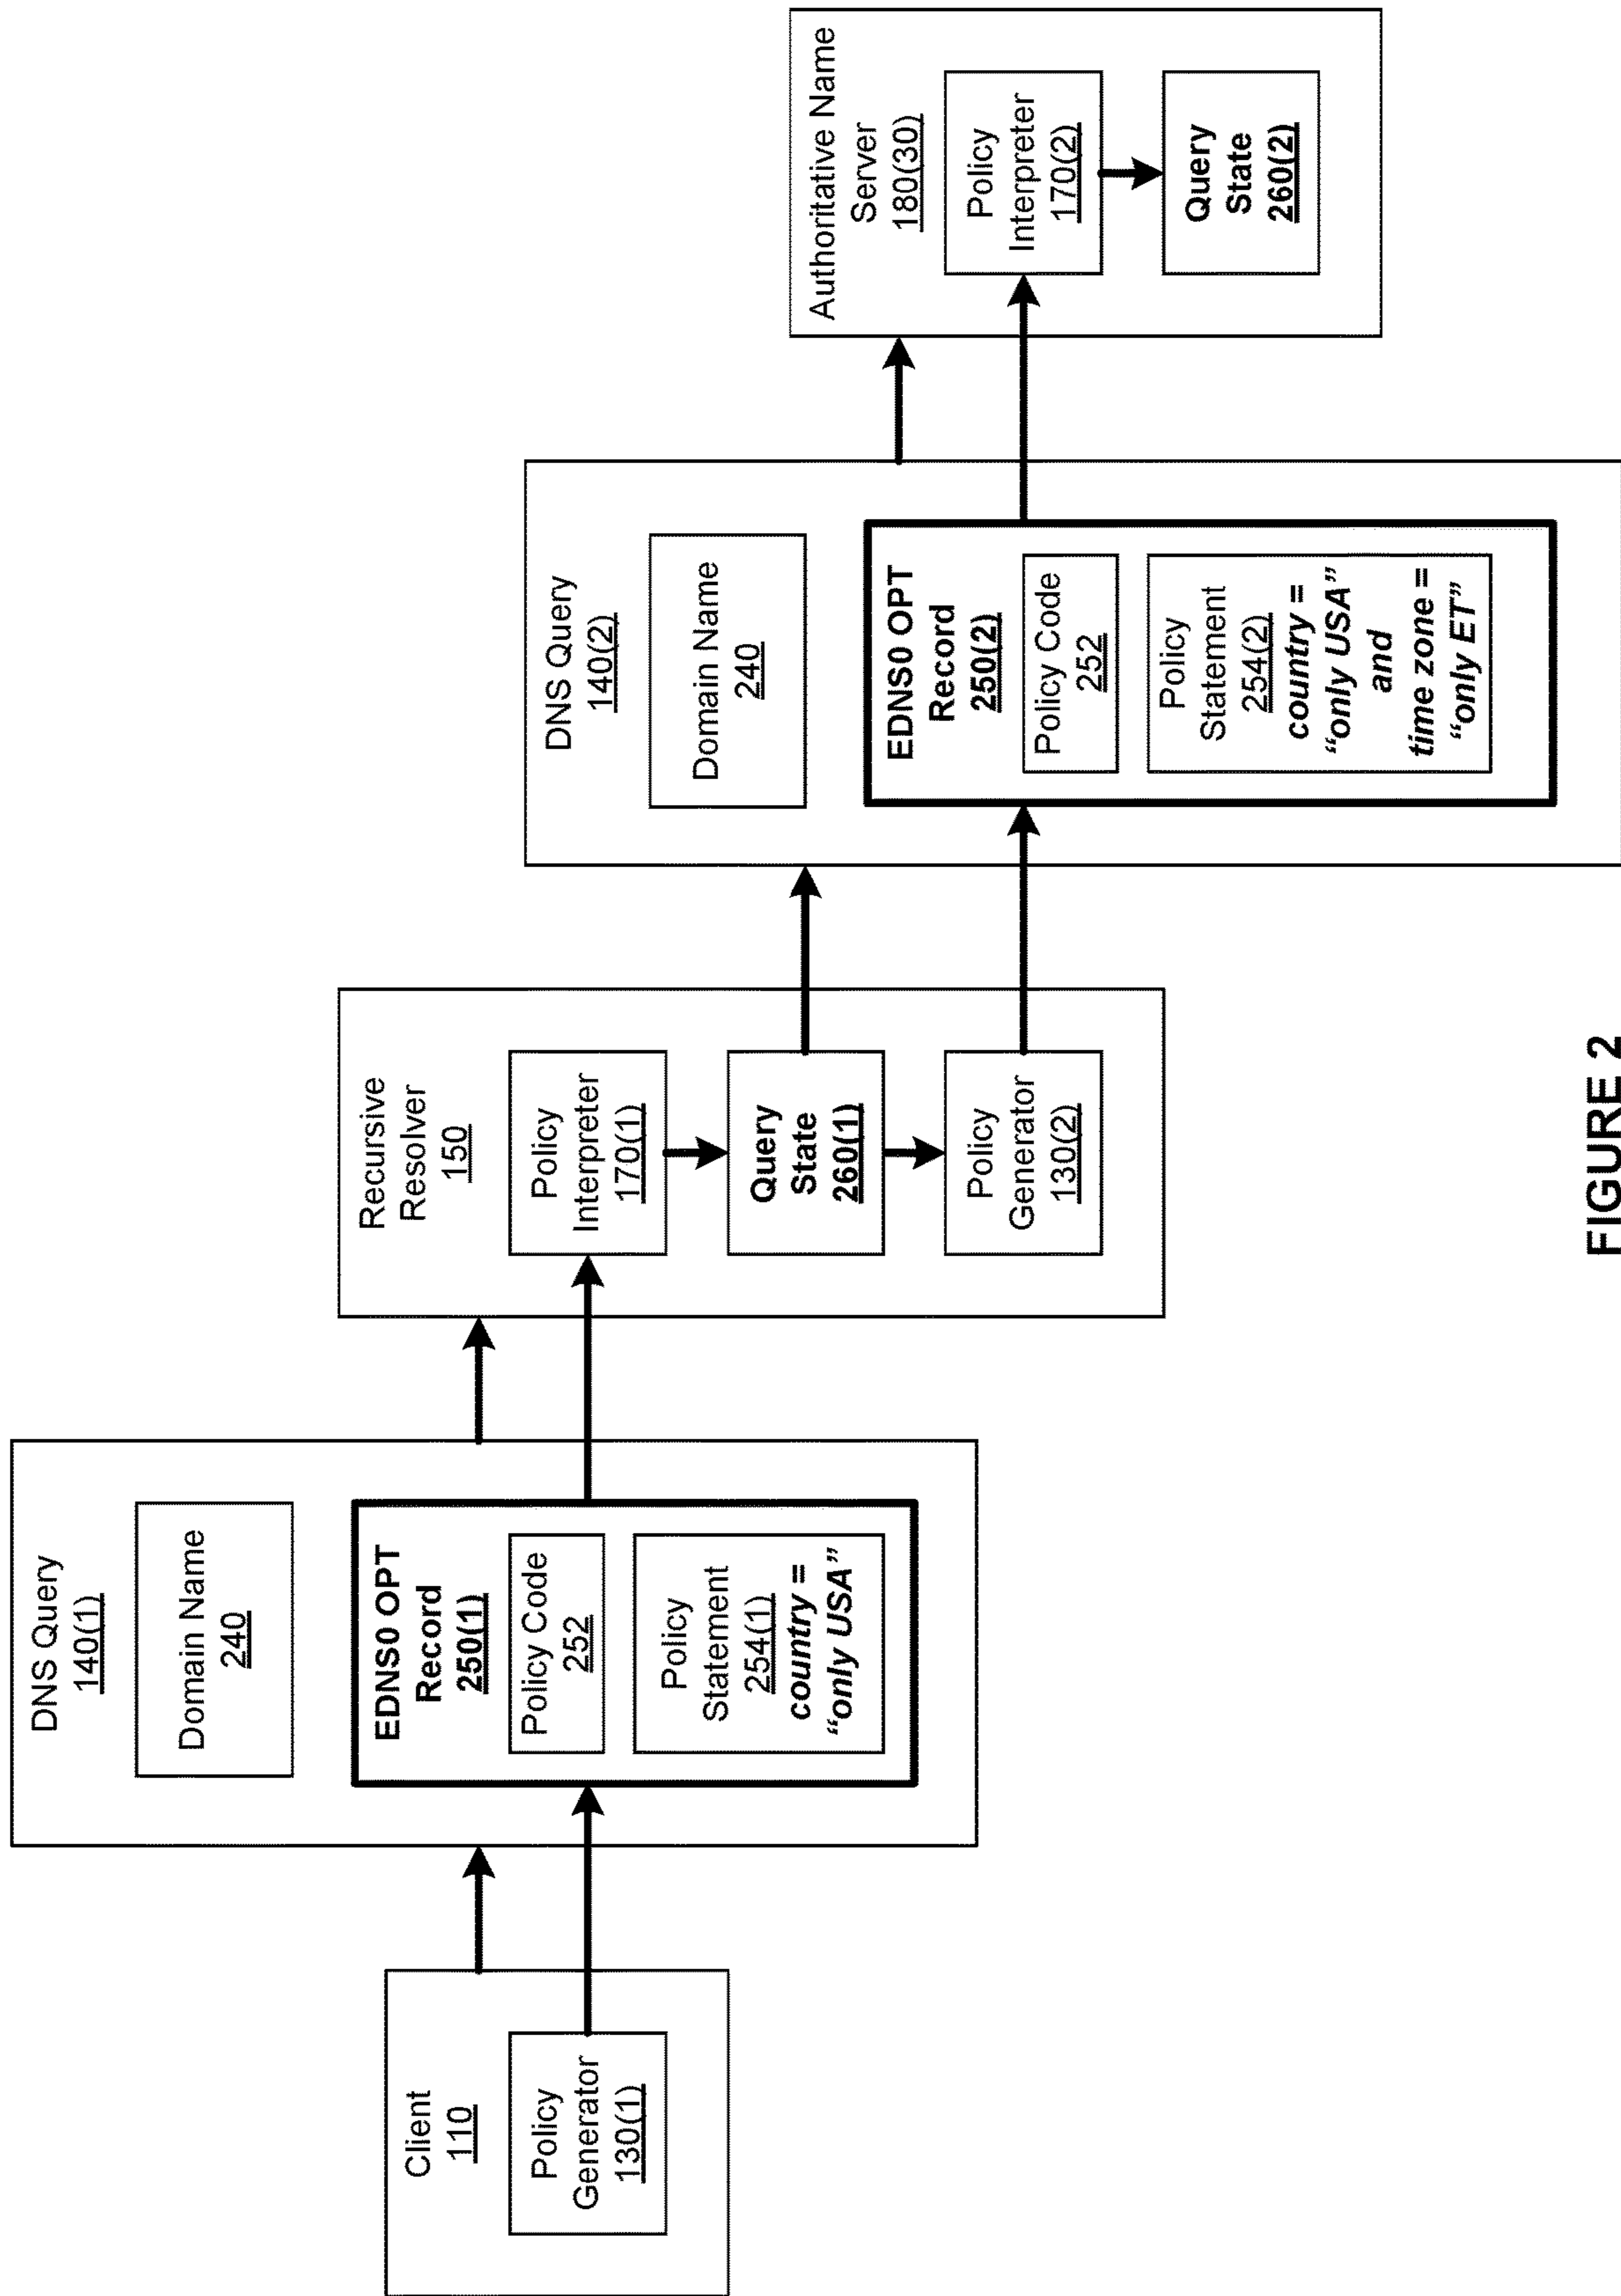 Client
110
Policy
Generator
130(1)
DNS Query
140(1)
Domain Name
240
EDNS0 OPT
Record
250(1)
Policy Code
252
Policy
Statement
254(1)
country =
“only USA”
Recursive
Resolver
150
Policy
Interpreter
170(1)
Query
State
260(1)
Policy
Generator
130(2)
DNS Query
140(2)
Domain Name
240
EDNS0 OPT
Record
250(2)
Policy Code
252
Policy
Statement
254(2)
country =
“only USA”
and
time zone =
“only ET”
Authoritative Name
Server
180(30)
Policy
Interpreter
170(2)
Query
State
260(2)
FIGURE 2